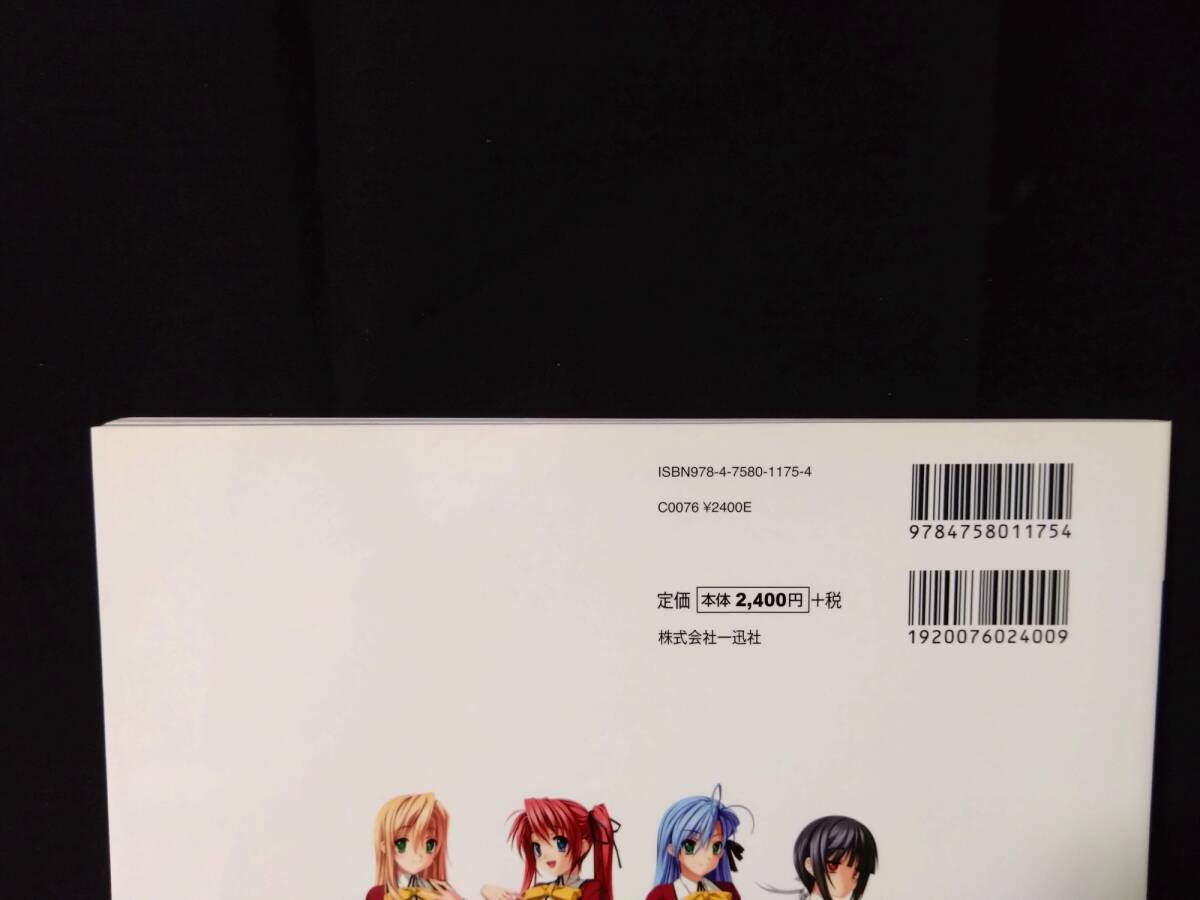 ISBN978-4-7580-1175-4
C0076 ¥2400E
9784758011754
定価 本体 2,400円 +税
株式会社一迅社
1920076024009